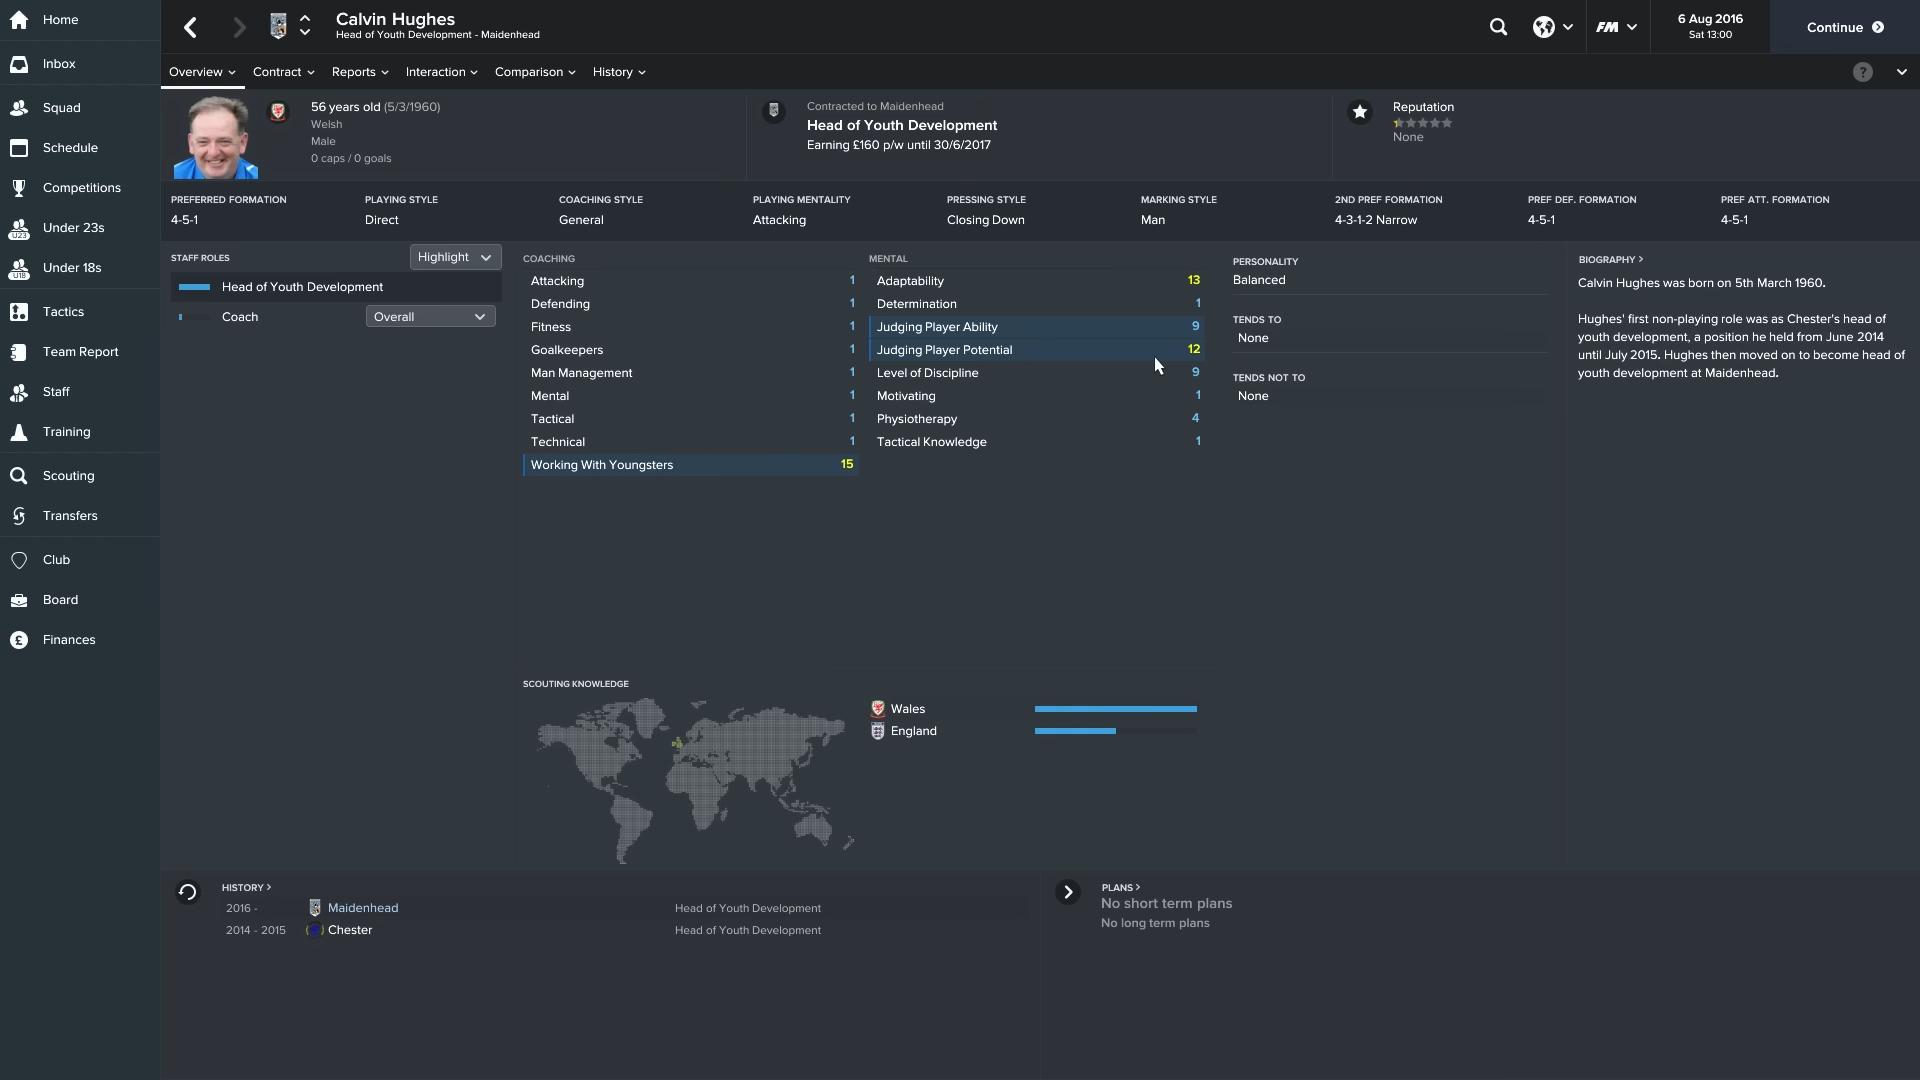 Home
Inbox
Squad
Schedule
Competitions
Under 23s
U23
Under 18s
U18
Tactics
Team Report
Staff
Training
Scouting
Transfers
Club
Board
Finances
Calvin Hughes
Head of Youth Development - Maidenhead
FM
6 Aug 2016
Sat 13:00
Continue
Overview Contract Reports Interaction Comparison History
?
56 years old (5/3/1960)
Welsh
Male
0 caps / 0 goals
Contracted to Maidenhead
Head of Youth Development
Earning £160 p/w until 30/6/2017
Reputation
None
PREFERRED FORMATION
4-5-1
PLAYING STYLE
Direct
COACHING STYLE
General
PLAYING MENTALITY
Attacking
PRESSING STYLE
Closing Down
MARKING STYLE
Man
2ND PREF FORMATION
4-3-1-2 Narrow
PREF DEF. FORMATION
4-5-1
PREF ATT. FORMATION
4-5-1
STAFF ROLES
Highlight
Head of Youth Development
Coach
Overall
COACHING
Attacking 1
Defending 1
Fitness 1
Goalkeepers 1
Man Management 1
Mental 1
Tactical 1
Technical 1
Working With Youngsters 15
MENTAL
Adaptability 13
Determination 1
Judging Player Ability 9
Judging Player Potential 12
Level of Discipline 9
Motivating 1
Physiotherapy 4
Tactical Knowledge 1
PERSONALITY
Balanced
TENDS TO
None
TENDS NOT TO
None
BIOGRAPHY >
Calvin Hughes was born on 5th March 1960.
Hughes' first non-playing role was as Chester's head of
youth development, a position he held from June 2014
until July 2015. Hughes then moved on to become head of
youth development at Maidenhead.
SCOUTING KNOWLEDGE
Wales
England
HISTORY >
2016 - Maidenhead Head of Youth Development
2014 - 2015 Chester Head of Youth Development
PLANS >
No short term plans
No long term plans